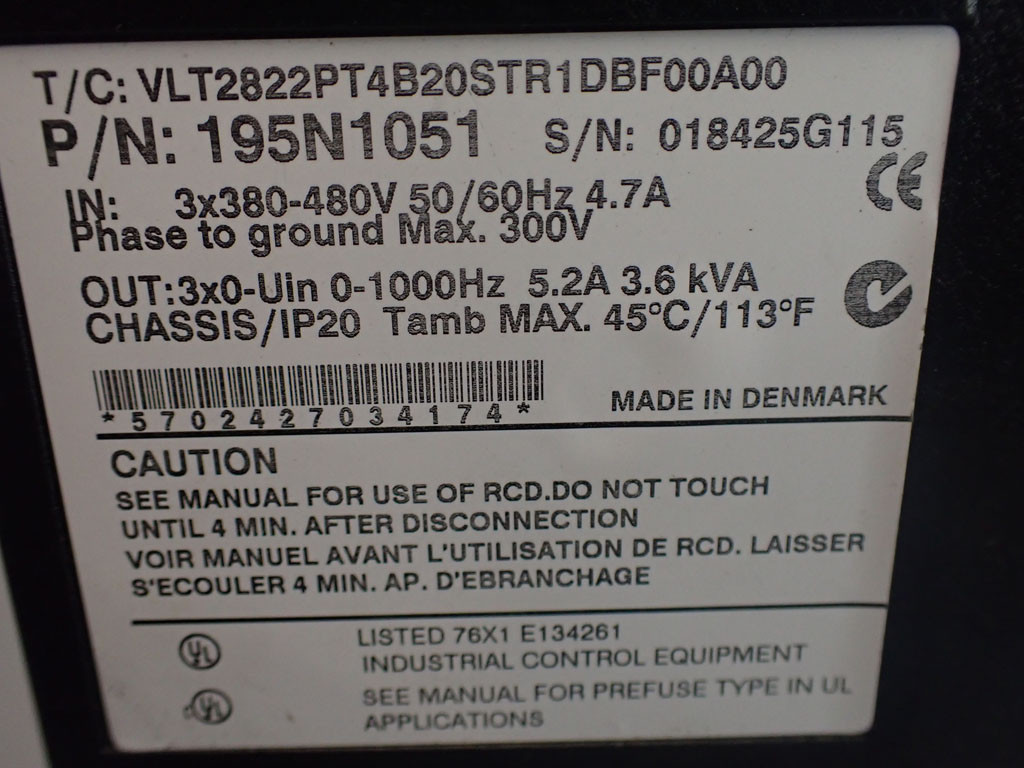 T/C: VLT2822PT4B20STR1DBF00A00
P/N: 195N1051 S/N: 018425G115
CE
IN: 3x380-480V 50/60Hz 4.7A
Phase to ground Max. 300V
OUT:3x0-Uin 0-1000Hz 5.2A 3.6 kVA
CHASSIS/IP20 Tamb MAX. 45°C/113°F
*5702427034174*
MADE IN DENMARK
CAUTION
SEE MANUAL FOR USE OF RCD.DO NOT TOUCH
UNTIL 4 MIN. AFTER DISCONNECTION
VOIR MANUEL AVANT L'UTILISATION DE RCD. LAISSER
S'ECOULER 4 MIN. AP. D'EBRANCHAGE
UL LISTED 76X1 E134261
INDUSTRIAL CONTROL EQUIPMENT
UL SEE MANUAL FOR PREFUSE TYPE IN UL
APPLICATIONS